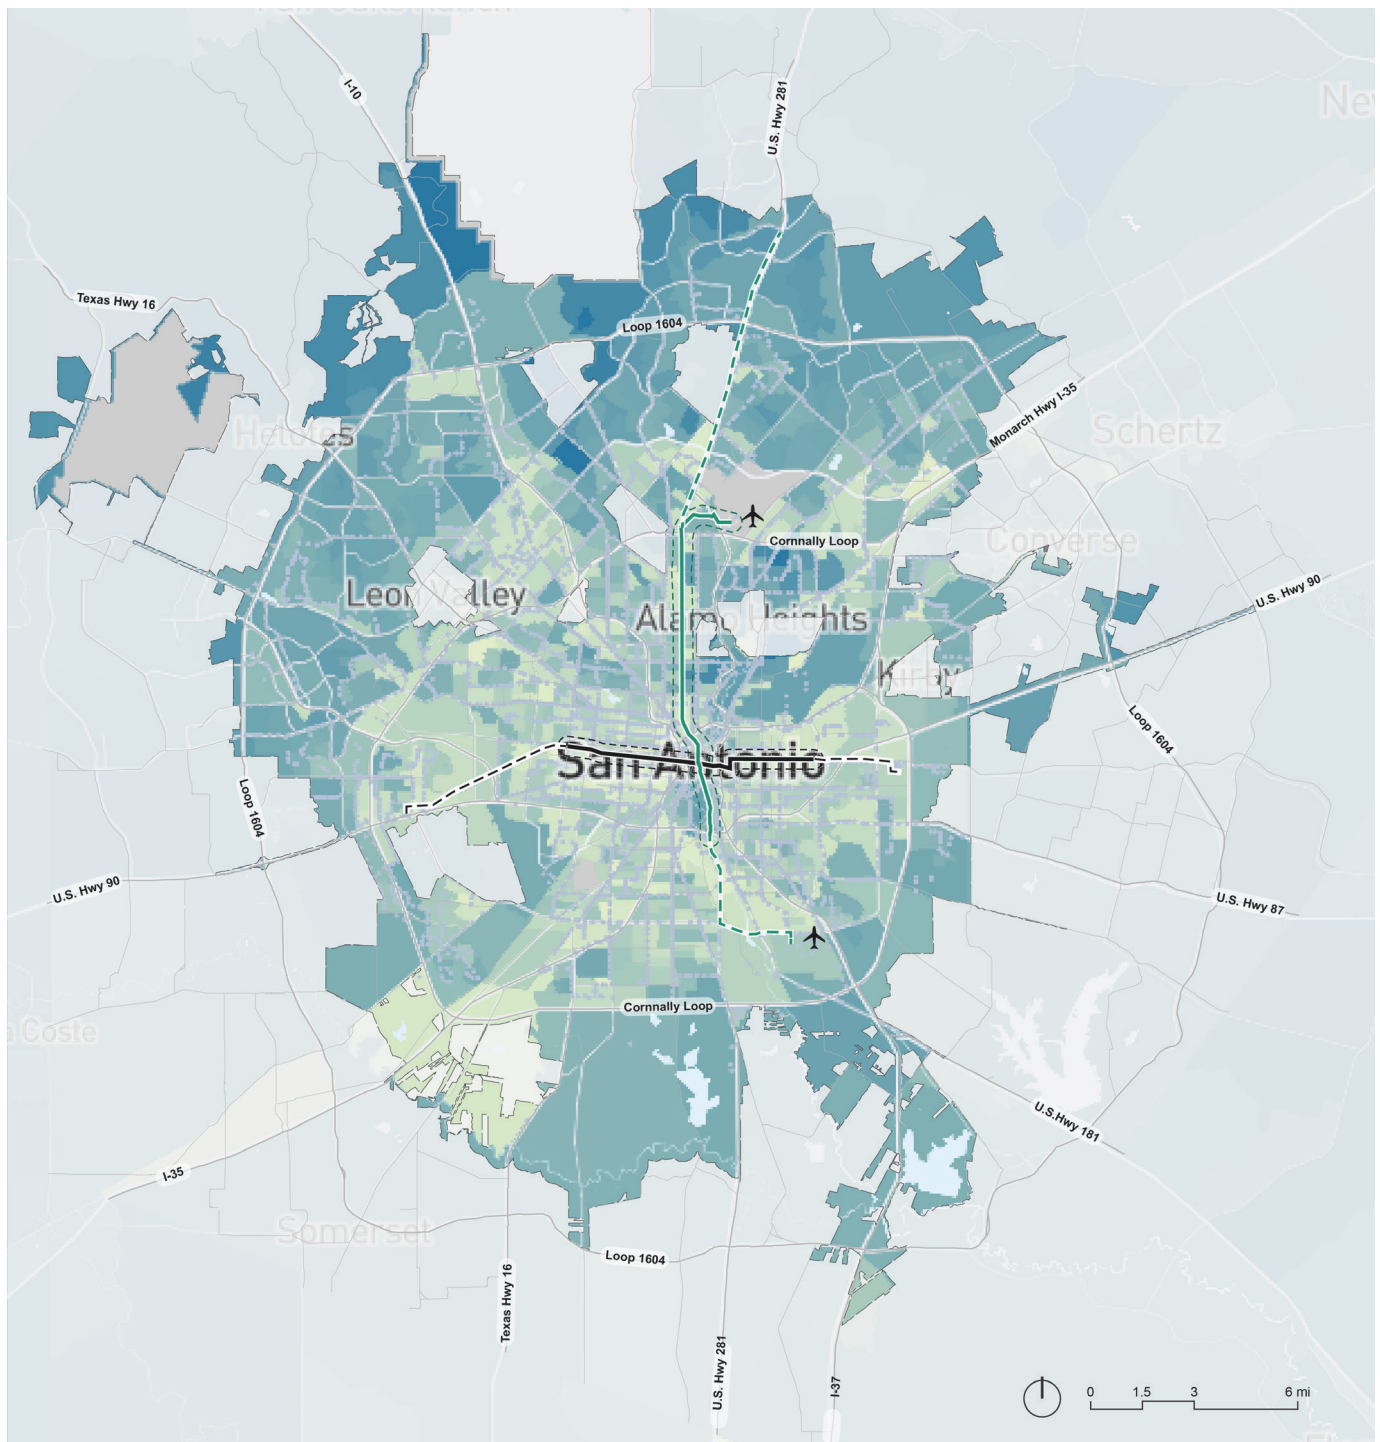 I-10
U.S. Hwy 281
Texas Hwy 16
Loop 1604
Helotes
Monarch Hwy I-35
Schertz
Cornnally Loop
Converse
Leon Valley
Alamo Heights
U.S. Hwy 90
Kirby
Loop 1604
San Antonio
Loop 1604
U.S. Hwy 90
U.S. Hwy 87
Cornnally Loop
a Coste
U.S.Hwy 181
I-35
Somerset
Loop 1604
Texas Hwy 16
U.S. Hwy 281
I-37
0 1.5 3 6 mi